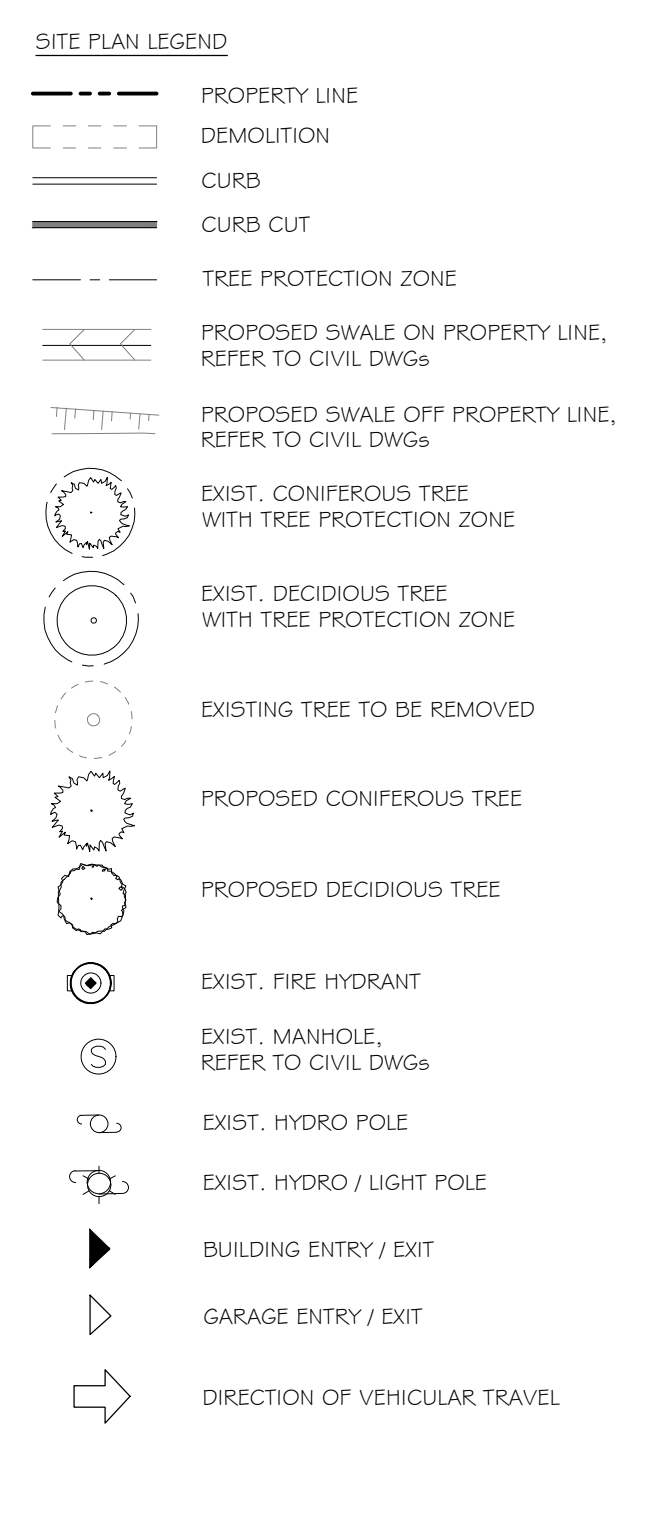 SITE PLAN LEGEND
PROPERTY LINE
DEMOLITION
CURB
CURB CUT
TREE PROTECTION ZONE
PROPOSED SWALE ON PROPERTY LINE,
REFER TO CIVIL DWGs
PROPOSED SWALE OFF PROPERTY LINE,
REFER TO CIVIL DWGs
EXIST. CONIFEROUS TREE
WITH TREE PROTECTION ZONE
EXIST. DECIDIOUS TREE
WITH TREE PROTECTION ZONE
EXISTING TREE TO BE REMOVED
PROPOSED CONIFEROUS TREE
PROPOSED DECIDIOUS TREE
EXIST. FIRE HYDRANT
EXIST. MANHOLE,
S
REFER TO CIVIL DWGs
EXIST. HYDRO POLE
EXIST. HYDRO / LIGHT POLE
BUILDING ENTRY / EXIT
GARAGE ENTRY / EXIT
DIRECTION OF VEHICULAR TRAVEL